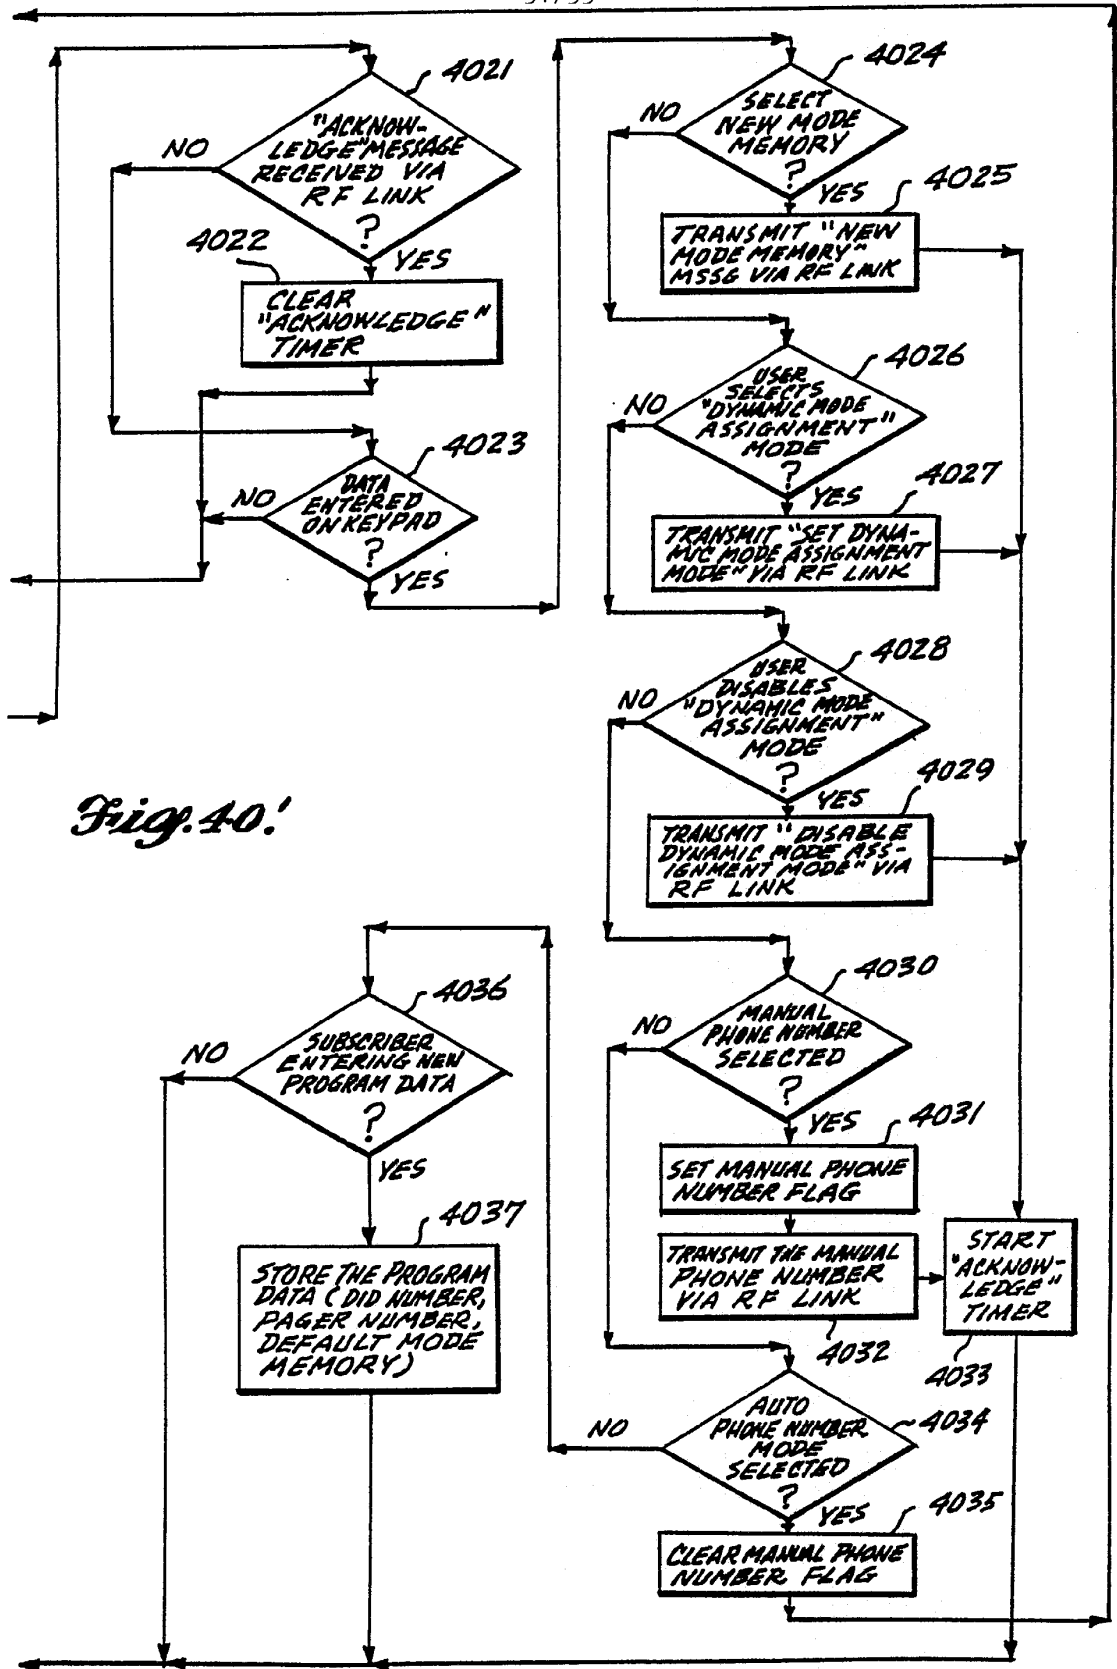 4021
"ACKNOW-
LEDGE" MESSAGE
RECEIVED VIA
RF LINK
?
NO
YES
4022
CLEAR
"ACKNOWLEDGE"
TIMER
4023
DATA
ENTERED
ON KEYPAD
?
NO
YES
4024
SELECT
NEW MODE
MEMORY
?
NO
YES
4025
TRANSMIT "NEW
MODE MEMORY"
MSSG VIA RF LINK
4026
USER
SELECTS
"DYNAMIC MODE
ASSIGNMENT"
MODE
?
NO
YES
4027
TRANSMIT "SET DYNA-
MIC MODE ASSIGNMENT
MODE" VIA RF LINK
4028
USER
DISABLES
"DYNAMIC MODE
ASSIGNMENT"
MODE
?
NO
YES
4029
TRANSMIT "DISABLE
DYNAMIC MODE ASS-
IGNMENT MODE" VIA
RF LINK
Fig. 40!
4030
MANUAL
PHONE NUMBER
SELECTED
?
NO
YES
4031
SET MANUAL PHONE
NUMBER FLAG
TRANSMIT THE MANUAL
PHONE NUMBER
VIA RF LINK
4032
START
"ACKNOW-
LEDGE"
TIMER
4033
4034
AUTO
PHONE NUMBER
MODE
SELECTED
?
NO
YES
4035
CLEAR MANUAL PHONE
NUMBER FLAG
4036
SUBSCRIBER
ENTERING NEW
PROGRAM DATA
?
NO
YES
4037
STORE THE PROGRAM
DATA (DID NUMBER,
PAGER NUMBER,
DEFAULT MODE
MEMORY)